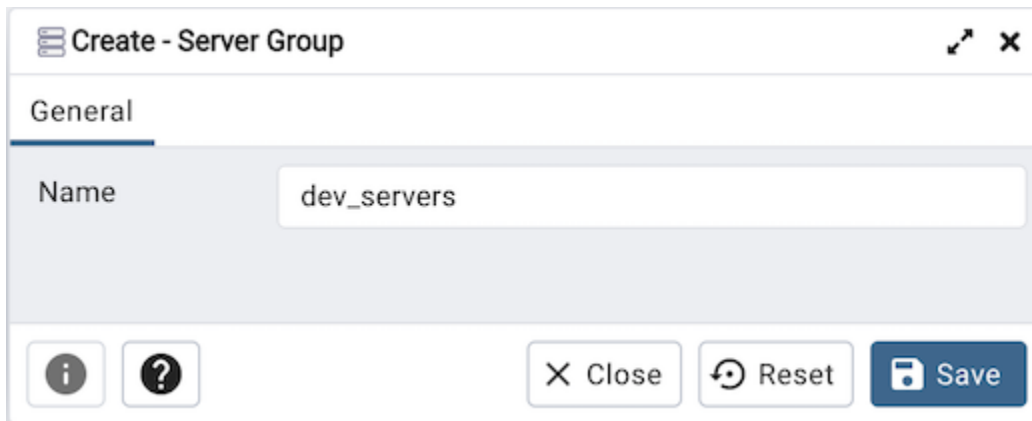 Create - Server Group
General
Name
dev_servers
Close Reset Save